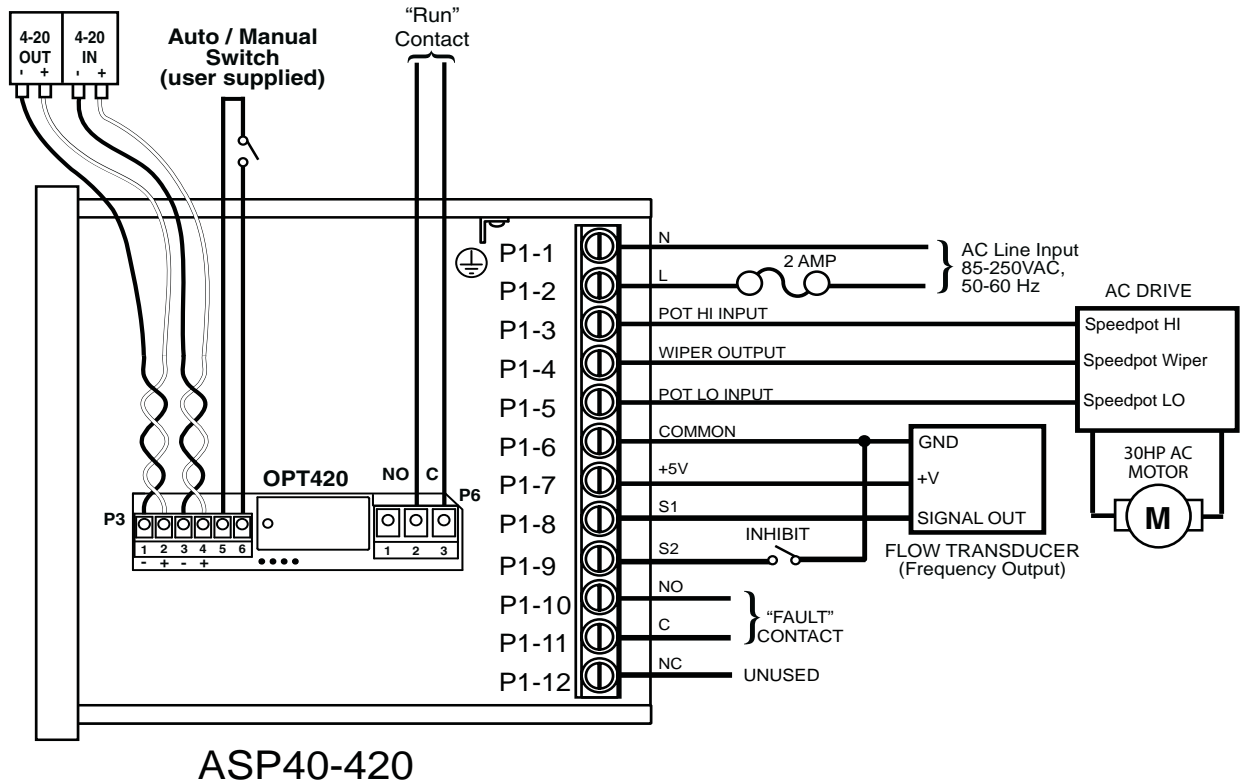 4-20
OUT
- +
4-20
IN
- +
Auto / Manual
Switch
(user supplied)
“Run”
Contact
P1-1
P1-2
P1-3
P1-4
P1-5
P1-6
P1-7
P1-8
P1-9
P1-10
P1-11
P1-12
N
L
2 AMP
AC Line Input
85-250VAC,
50-60 Hz
POT HI INPUT
WIPER OUTPUT
POT LO INPUT
COMMON
+5V
S1
S2
INHIBIT
NO
C
NC
“FAULT”
CONTACT
UNUSED
AC DRIVE
Speedpot HI
Speedpot Wiper
Speedpot LO
30HP AC
MOTOR
M
GND
+V
SIGNAL OUT
FLOW TRANSDUCER
(Frequency Output)
OPT420
NO C
P6
P3
1 2 3 4 5 6
- + - +
1 2 3
ASP40-420